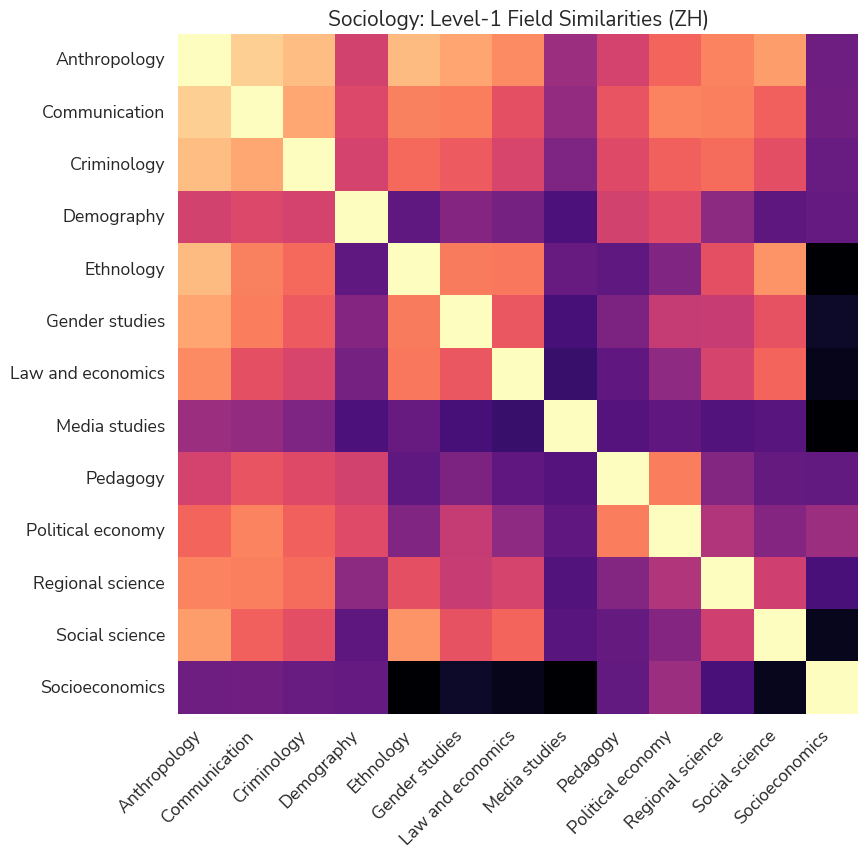 Sociology: Level-1 Field Similarities (ZH)
Anthropology
Communication
Criminology
Demography
Ethnology
Gender studies
Law and economics
Media studies
Pedagogy
Political economy
Regional science
Social science
Socioeconomics
Anthropology
Communication
Criminology
Demography
Ethnology
Gender studies
Law and economics
Media studies
Pedagogy
Political economy
Regional science
Social science
Socioeconomics